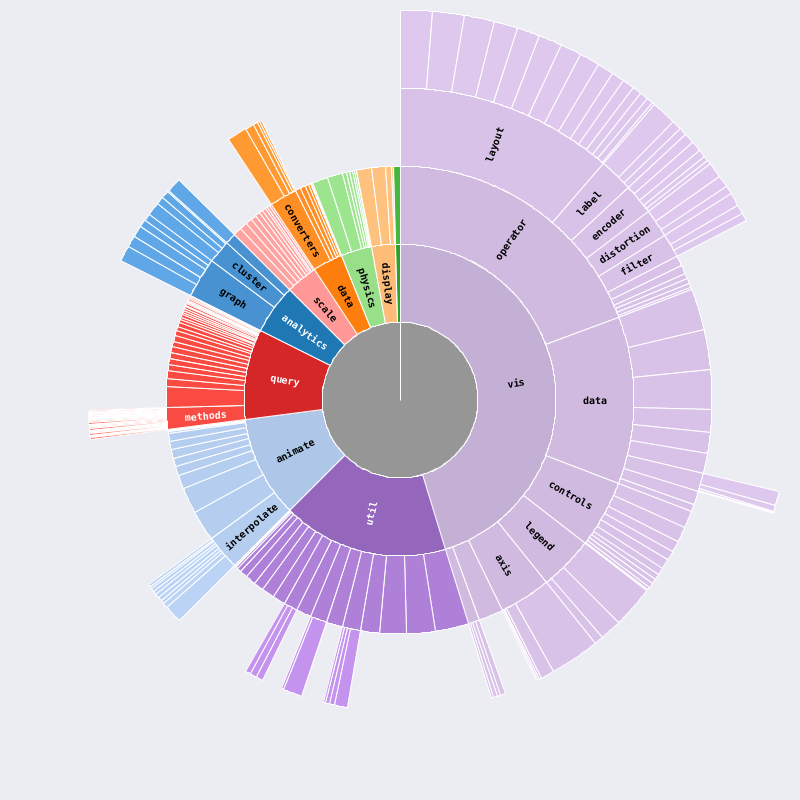 layout
label
encoder
operator
distortion
filter
converters
cluster
physics
display
graph
data
scale
analytics
query
vis
data
methods
animate
controls
util
interpolate
legend
axis